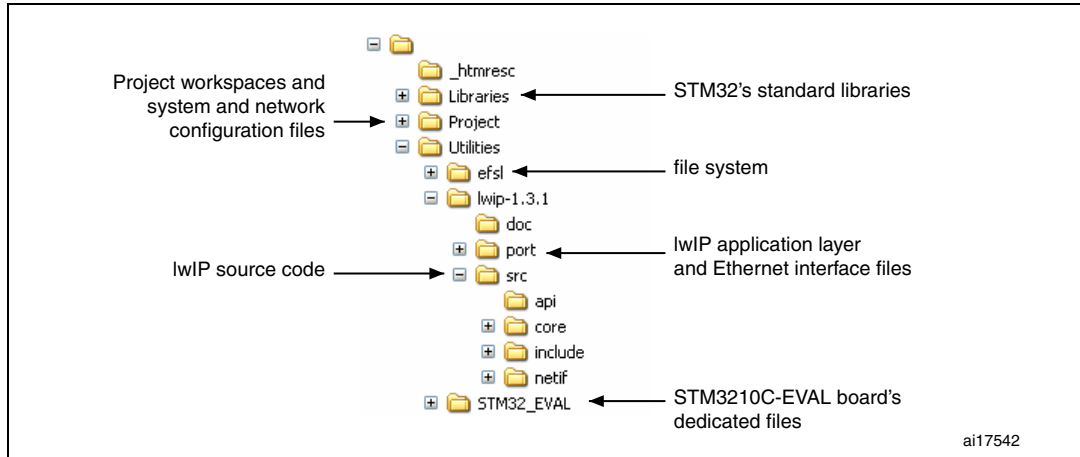 _htmresc
Project workspaces and
system and network
configuration files
Libraries
STM32's standard libraries
Project
Utilities
efsl
file system
lwip-1.3.1
doc
port
lwIP application layer
and Ethernet interface files
lwIP source code
src
api
core
include
netif
STM32_EVAL
STM3210C-EVAL board's
dedicated files
ai17542